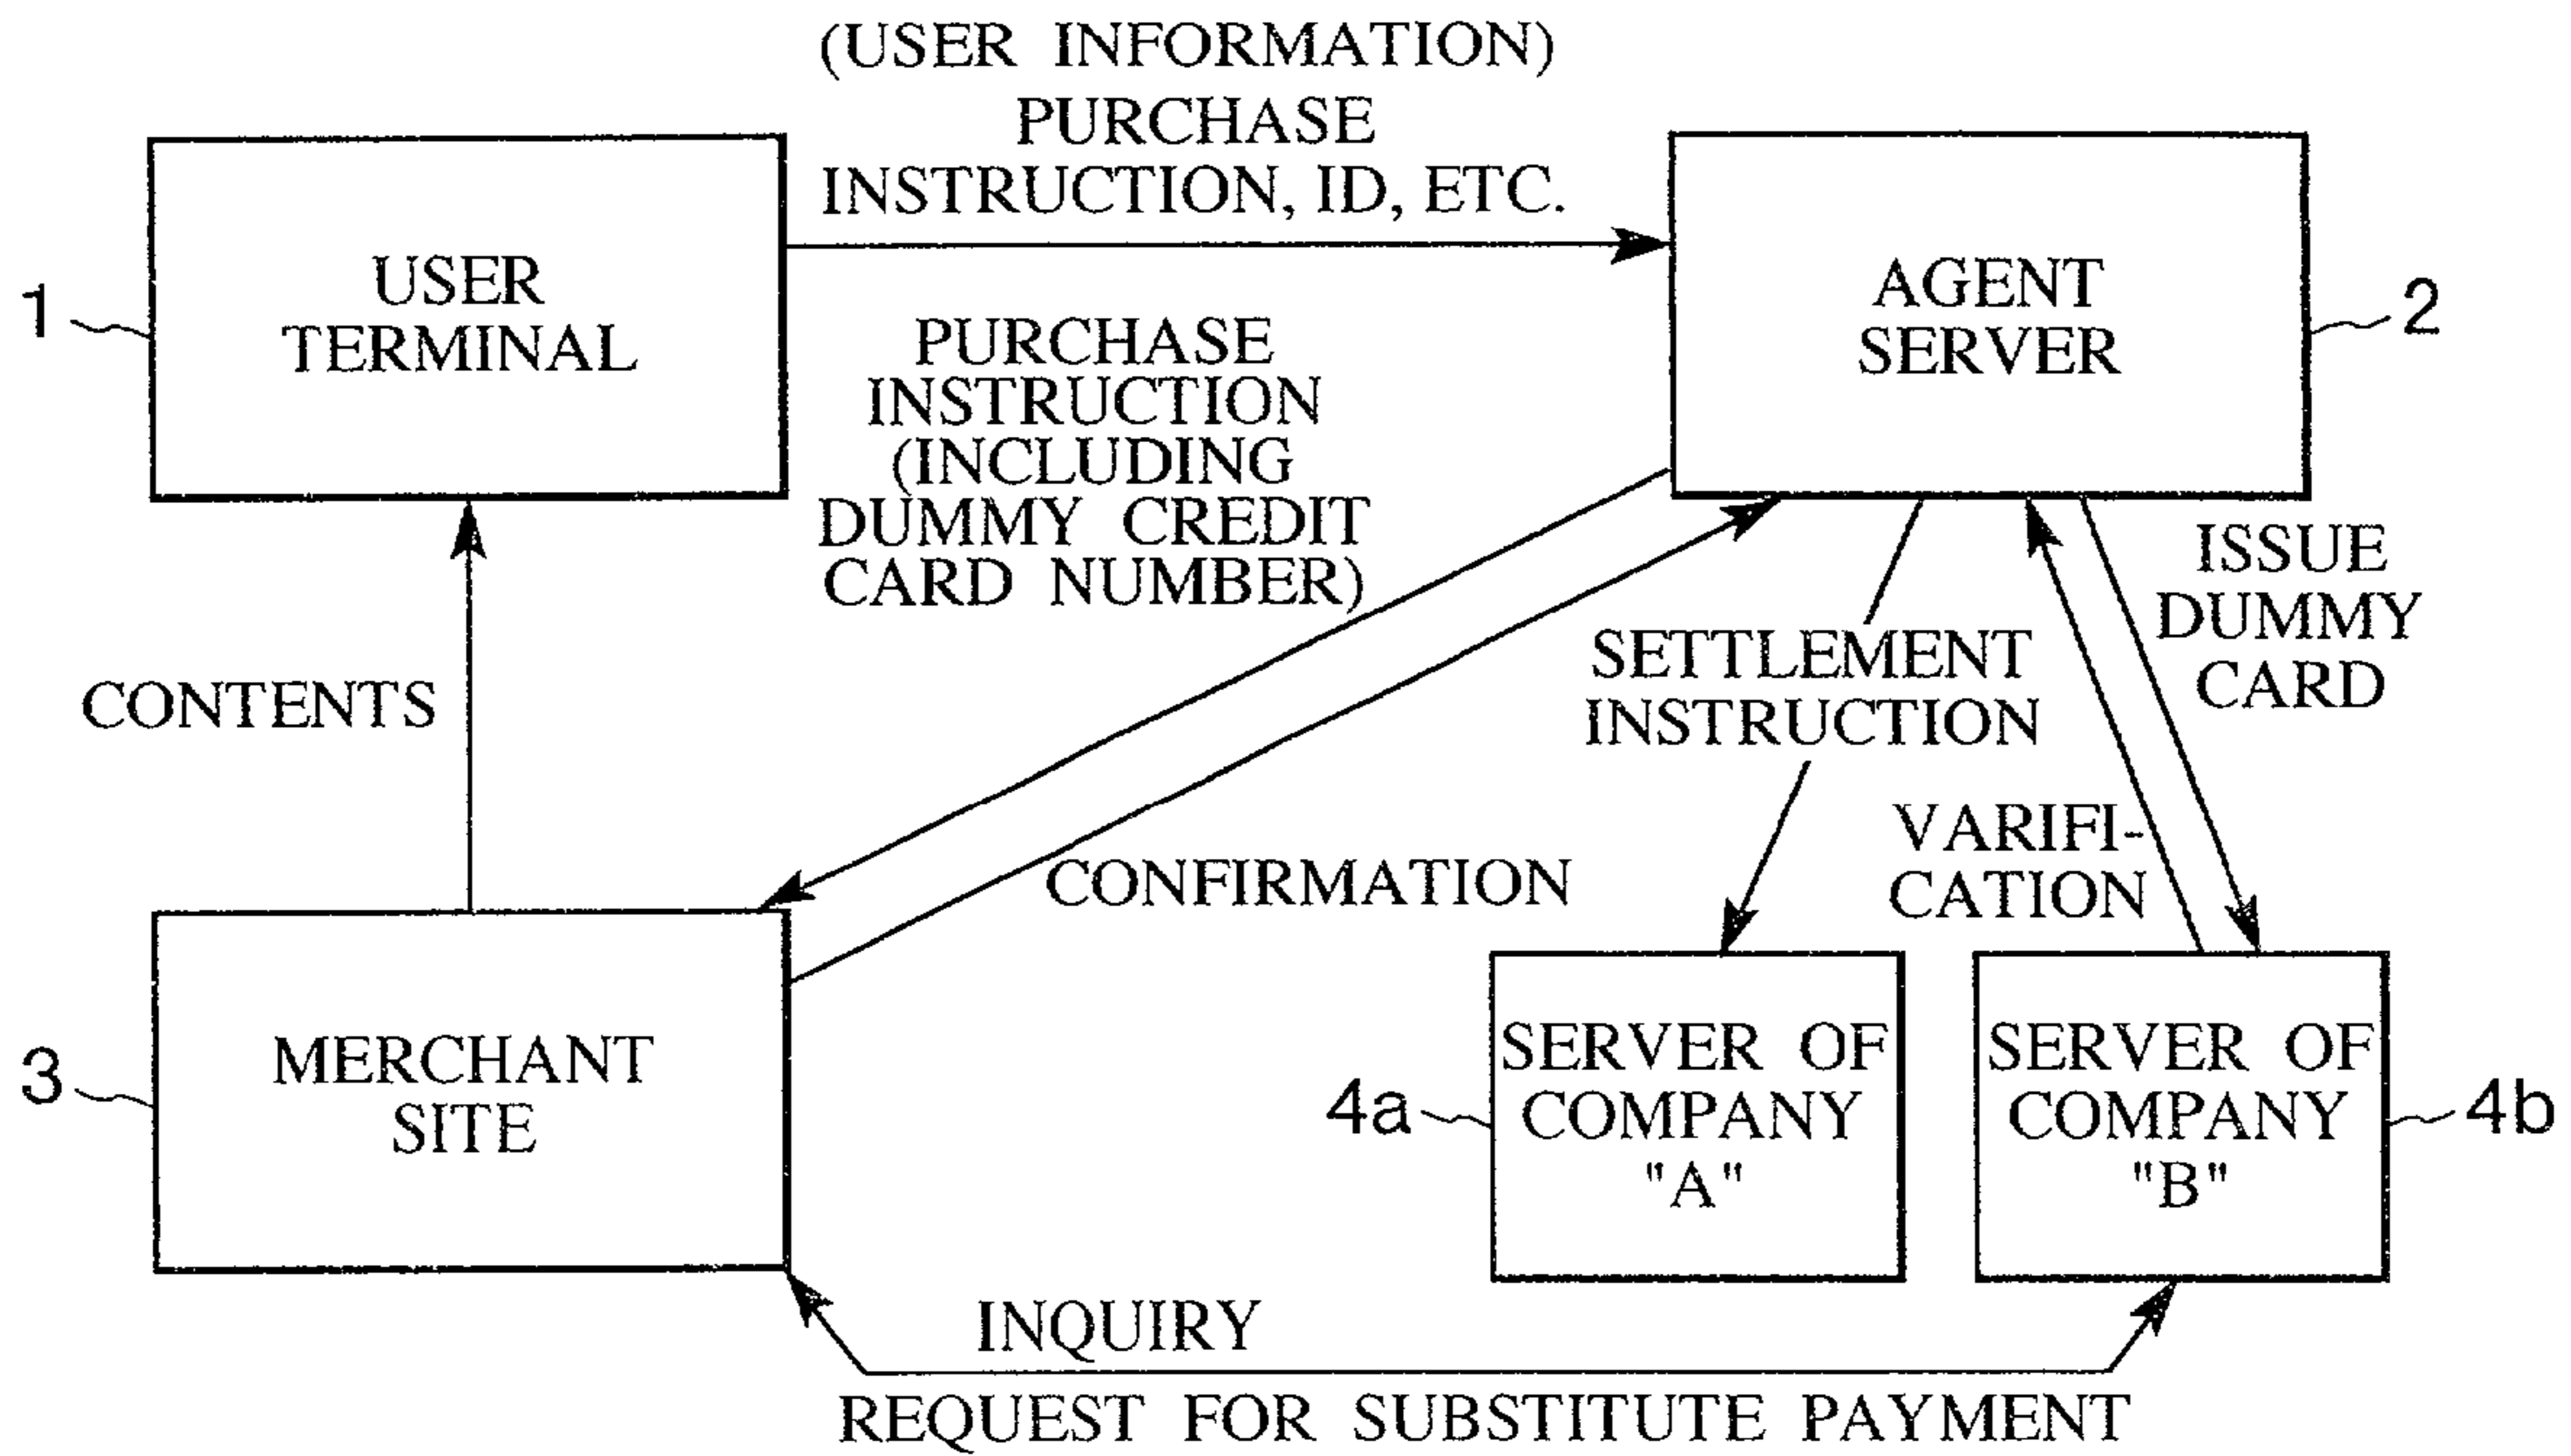 (USER INFORMATION)
PURCHASE
INSTRUCTION, ID, ETC.
1
USER
TERMINAL
AGENT
SERVER
2
PURCHASE
INSTRUCTION
(INCLUDING
DUMMY CREDIT
CARD NUMBER)
ISSUE
DUMMY
CARD
SETTLEMENT
INSTRUCTION
CONTENTS
VARIFI-
CATION
CONFIRMATION
3
MERCHANT
SITE
4a
SERVER OF
COMPANY
"A"
SERVER OF
COMPANY
"B"
4b
INQUIRY
REQUEST FOR SUBSTITUTE PAYMENT